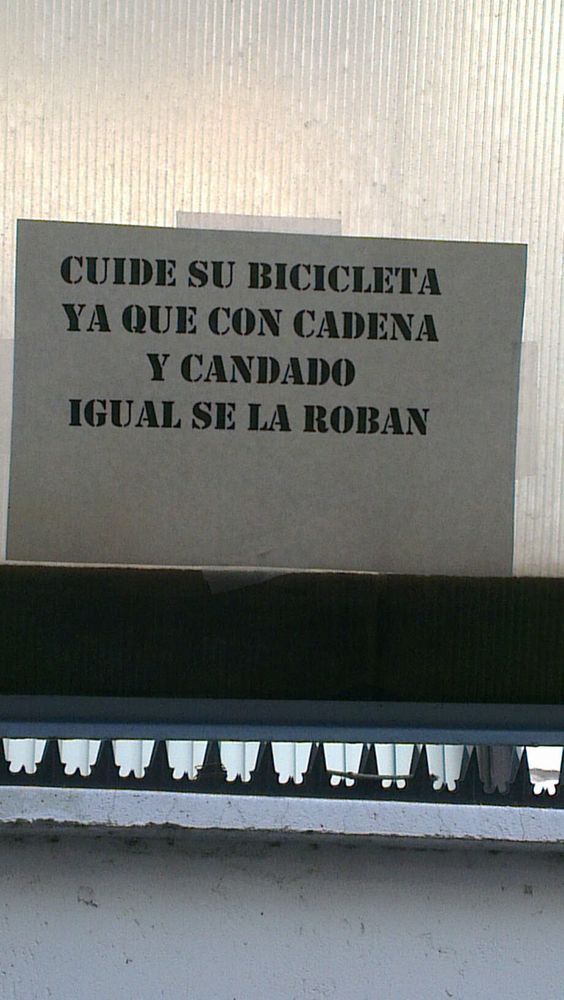 CUIDE SU BICICLETA
YA QUE CON CADENA
Y CANDADO
IGUAL SE LA ROBAN